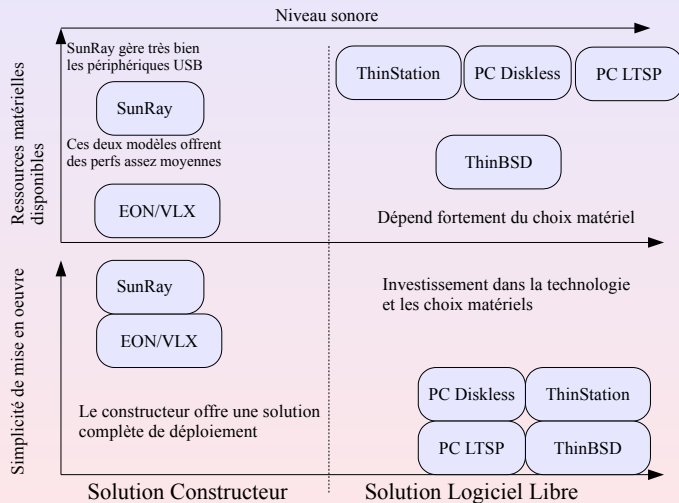 Niveau sonore
Ressources matérielles
disponibles
SunRay gère très bien
les périphériques USB
SunRay
Ces deux modèles offrent
des perfs assez moyennes
EON/VLX
ThinStation
PC Diskless
PC LTSP
ThinBSD
Dépend fortement du choix matériel
Simplicité de mise en oeuvre
SunRay
EON/VLX
Le constructeur offre une solution
complète de déploiement
Investissement dans la technologie
et les choix matériels
PC Diskless
ThinStation
PC LTSP
ThinBSD
Solution Constructeur
Solution Logiciel Libre